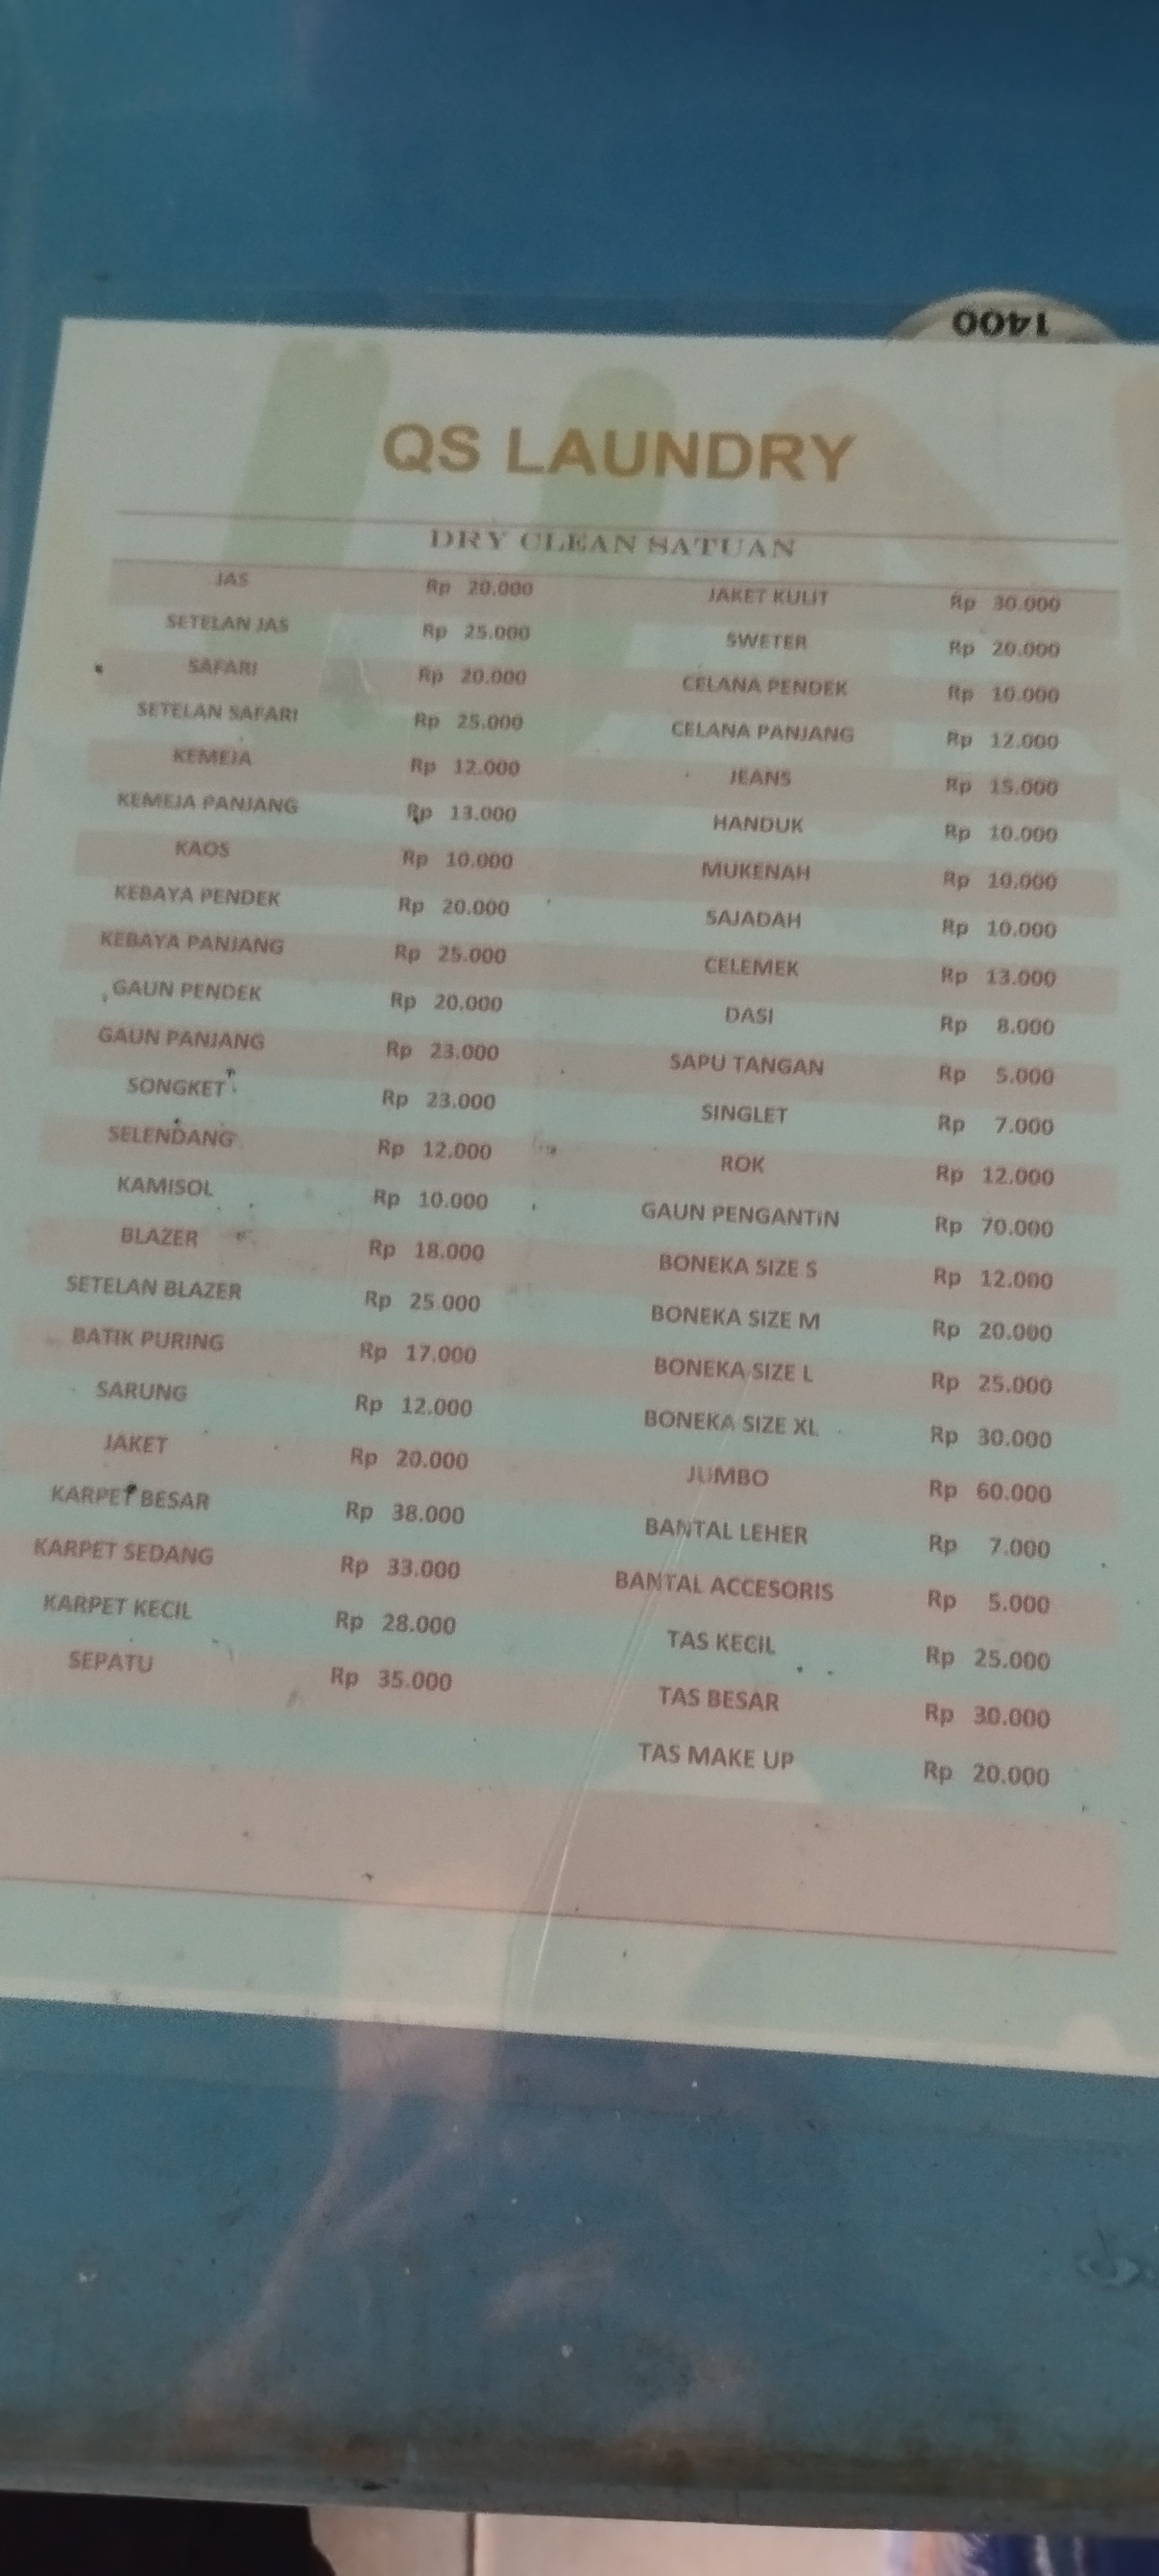 1400
QS LAUNDRY
DRY CLEAN SATUAN
JAS Rp 20.000 JAKET KULIT Rp 30.000
SETELAN JAS Rp 25.000 SWETER Rp 20.000
SAFARI Rp 20.000 CELANA PENDEK Rp 10.000
SETELAN SAFARI Rp 25.000 CELANA PANJANG Rp 12.000
KEMEJA Rp 12.000 JEANS Rp 15.000
KEMEJA PANJANG Rp 13.000 HANDUK Rp 10.000
KAOS Rp 10.000 MUKENAH Rp 10.000
KEBAYA PENDEK Rp 20.000 SAJADAH Rp 10.000
KEBAYA PANJANG Rp 25.000 CELEMEK Rp 13.000
GAUN PENDEK Rp 20.000 DASI Rp 8.000
GAUN PANJANG Rp 23.000 SAPU TANGAN Rp 5.000
SONGKET Rp 23.000 SINGLET Rp 7.000
SELENDANG Rp 12.000 ROK Rp 12.000
KAMISOL Rp 10.000 GAUN PENGANTiN Rp 70.000
BLAZER Rp 18.000 BONEKA SIZE S Rp 12.000
SETELAN BLAZER Rp 25.000 BONEKA SIZE M Rp 20.000
BATIK PURING Rp 17.000 BONEKA SIZE L Rp 25.000
SARUNG Rp 12.000 BONEKA SIZE XL Rp 30.000
JAKET Rp 20.000 JUMBO Rp 60.000
KARPET BESAR Rp 38.000 BANTAL LEHER Rp 7.000
KARPET SEDANG Rp 33.000 BANTAL ACCESORIS Rp 5.000
KARPET KECIL Rp 28.000 TAS KECIL Rp 25.000
SEPATU Rp 35.000 TAS BESAR Rp 30.000
TAS MAKE UP Rp 20.000